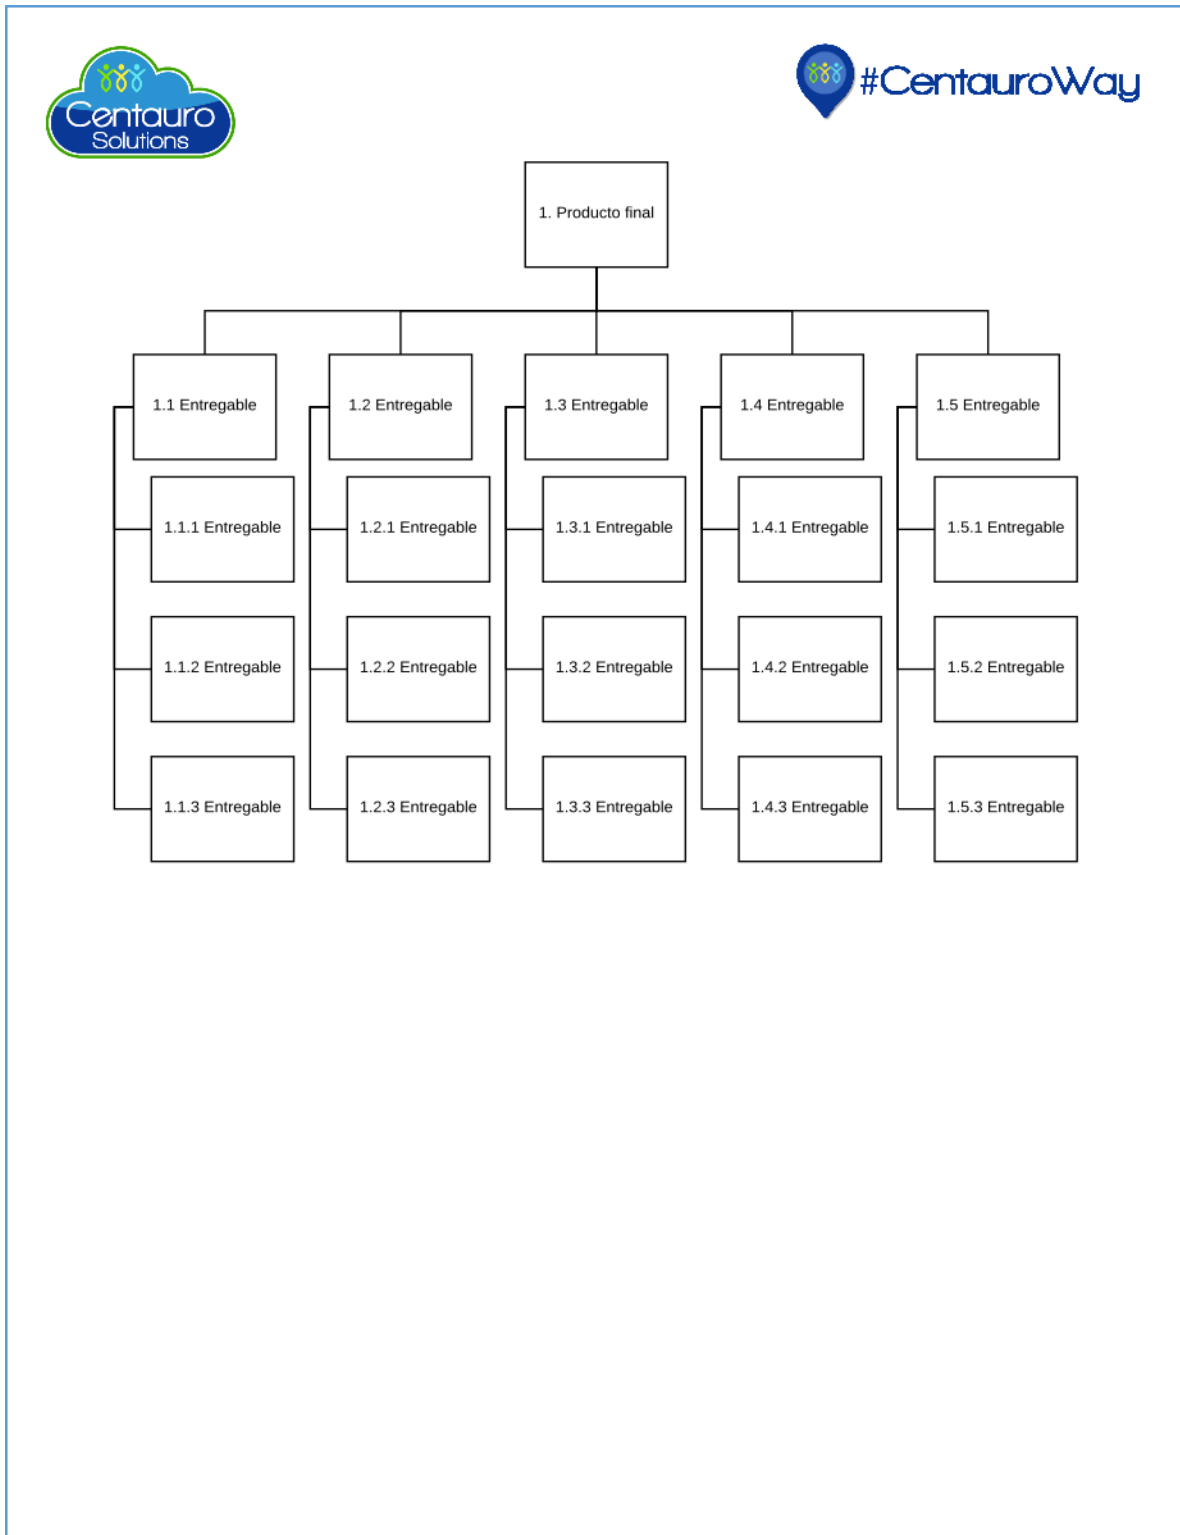 Centauro
Solutions
#CentauroWay
1. Producto final
1.1 Entregable
1.2 Entregable
1.3 Entregable
1.4 Entregable
1.5 Entregable
1.1.1 Entregable
1.2.1 Entregable
1.3.1 Entregable
1.4.1 Entregable
1.5.1 Entregable
1.1.2 Entregable
1.2.2 Entregable
1.3.2 Entregable
1.4.2 Entregable
1.5.2 Entregable
1.1.3 Entregable
1.2.3 Entregable
1.3.3 Entregable
1.4.3 Entregable
1.5.3 Entregable